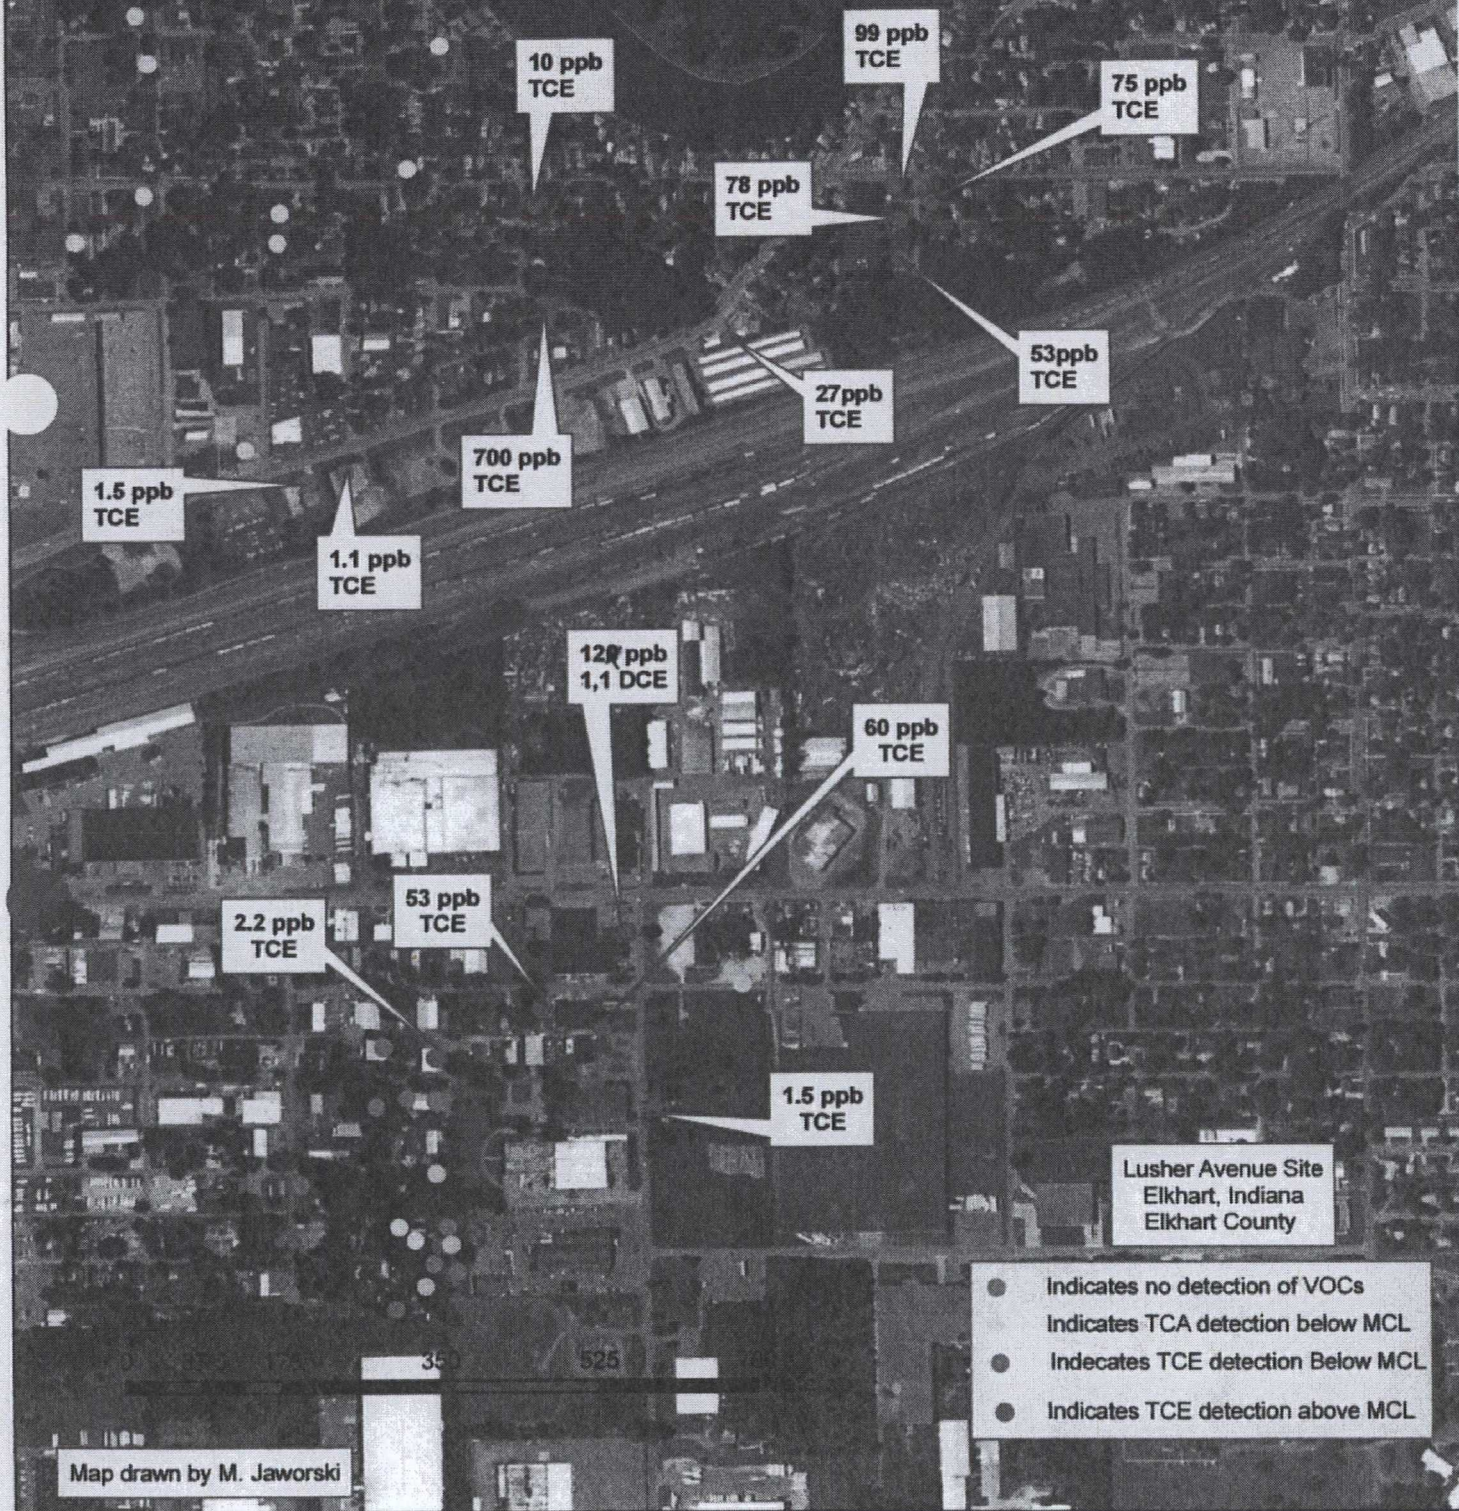 10 ppb
TCE
99 ppb
TCE
75 ppb
TCE
78 ppb
TCE
53ppb
TCE
27ppb
TCE
700 ppb
TCE
1.5 ppb
TCE
1.1 ppb
TCE
ppb
1,1 DCE
60 ppb
TCE
53 ppb
TCE
2.2 ppb
TCE
1.5 ppb
TCE
Lusher Avenue Site
Elkhart, Indiana
Elkhart County
Indicates no detection of VOCs
Indicates TCA detection below MCL
Indecates TCE detection Below MCL
Indicates TCE detection above MCL
0 87.5 175 350 525
Map drawn by M. Jaworski